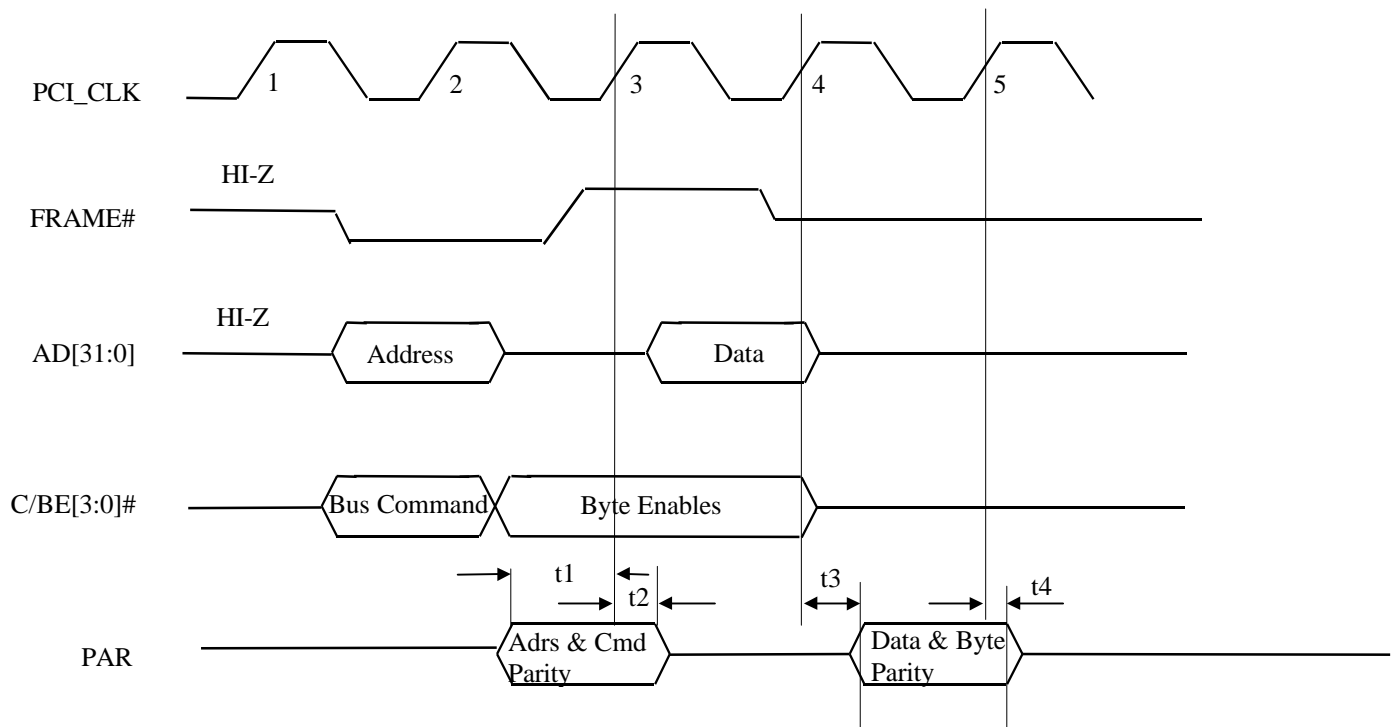 PCI_CLK
1
2
3
4
5
HI-Z
FRAME#
HI-Z
AD[31:0]
Address
Data
C/BE[3:0]#
Bus Command
Byte Enables
t1
t2
t3
t4
PAR
Adrs & Cmd
Parity
Data & Byte
Parity